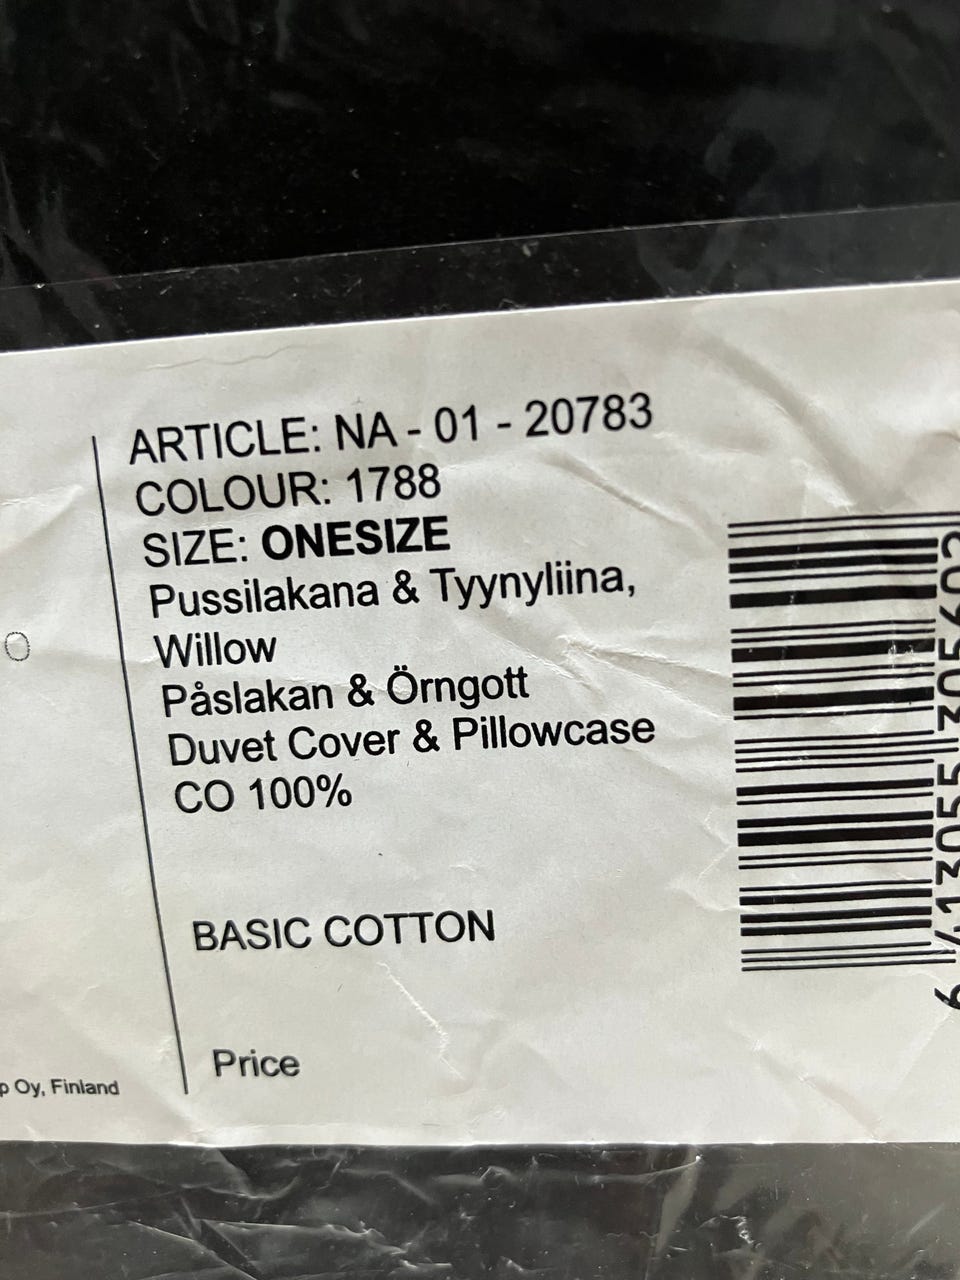 ARTICLE: NA - 01 - 20783
COLOUR: 1788
SIZE: ONESIZE
Pussilakana & Tyynyliina,
Willow
Påslakan & Örngott
Duvet Cover & Pillowcase
CO 100%
BASIC COTTON
Price
Oy, Finland